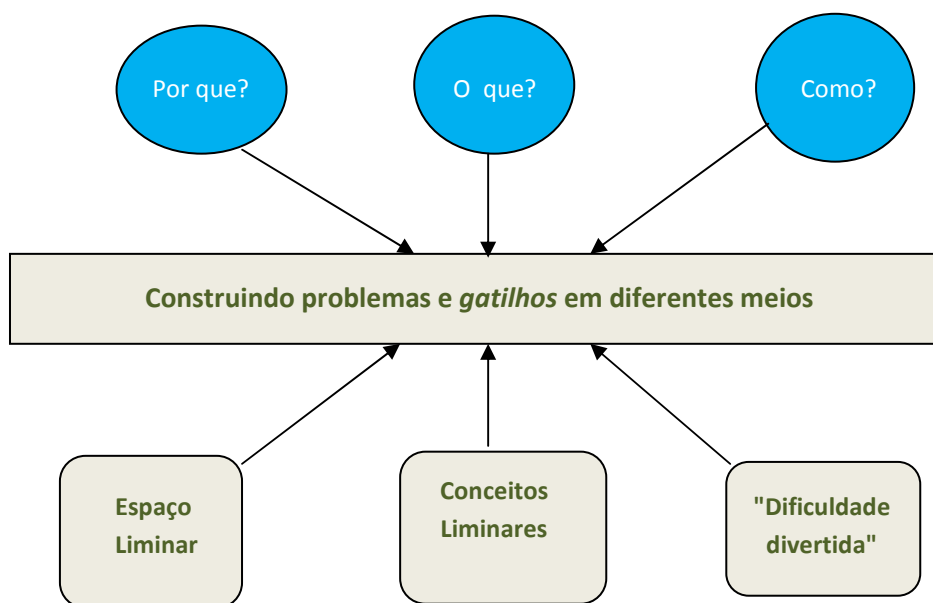 Por que?
O que?
Como?
Construindo problemas e gatilhos em diferentes meios
Espaço
Liminar
Conceitos
Liminares
"Dificuldade
divertida"